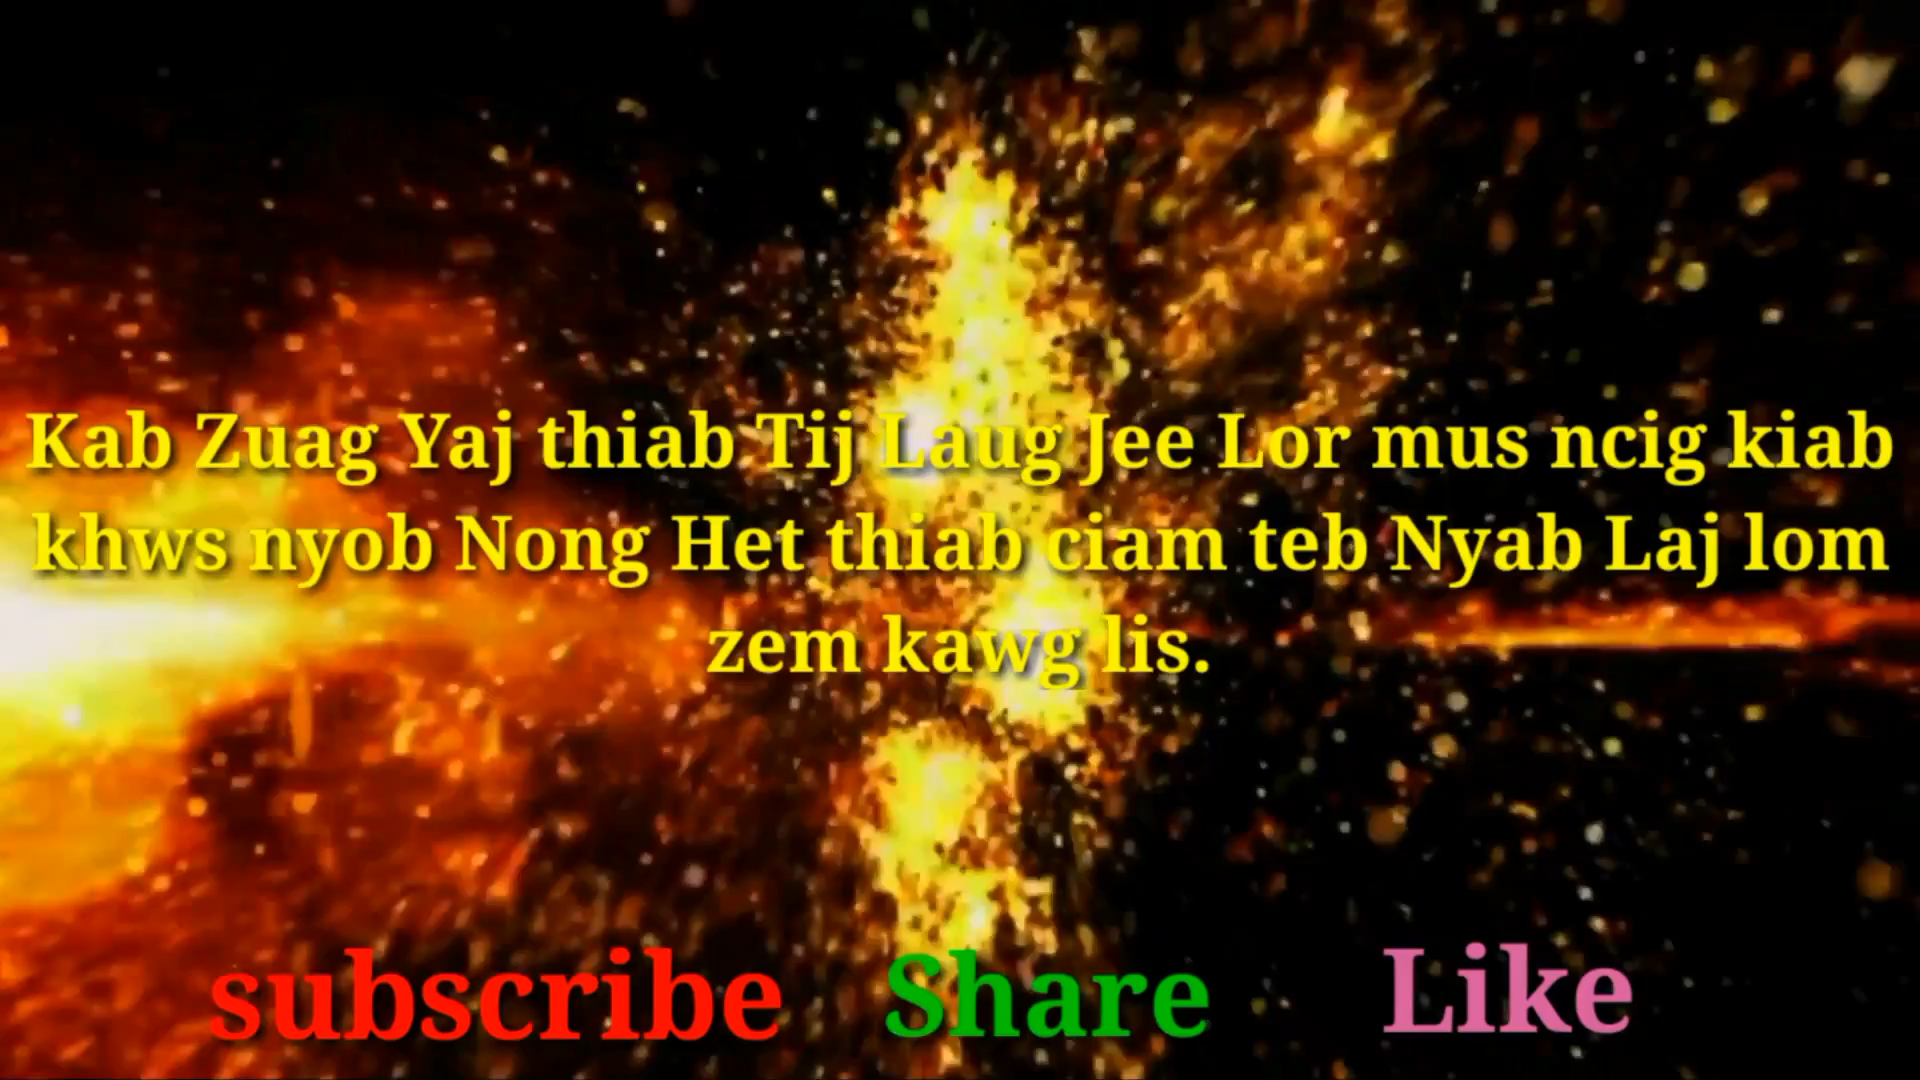 Kab Zuag Yaj thiab Tij Laug Jee Lor mus ncig kiab
khws nyob Nong Het thiab ciam teb Nyab Laj lom
zem kawg lis.
subscribe Share Like